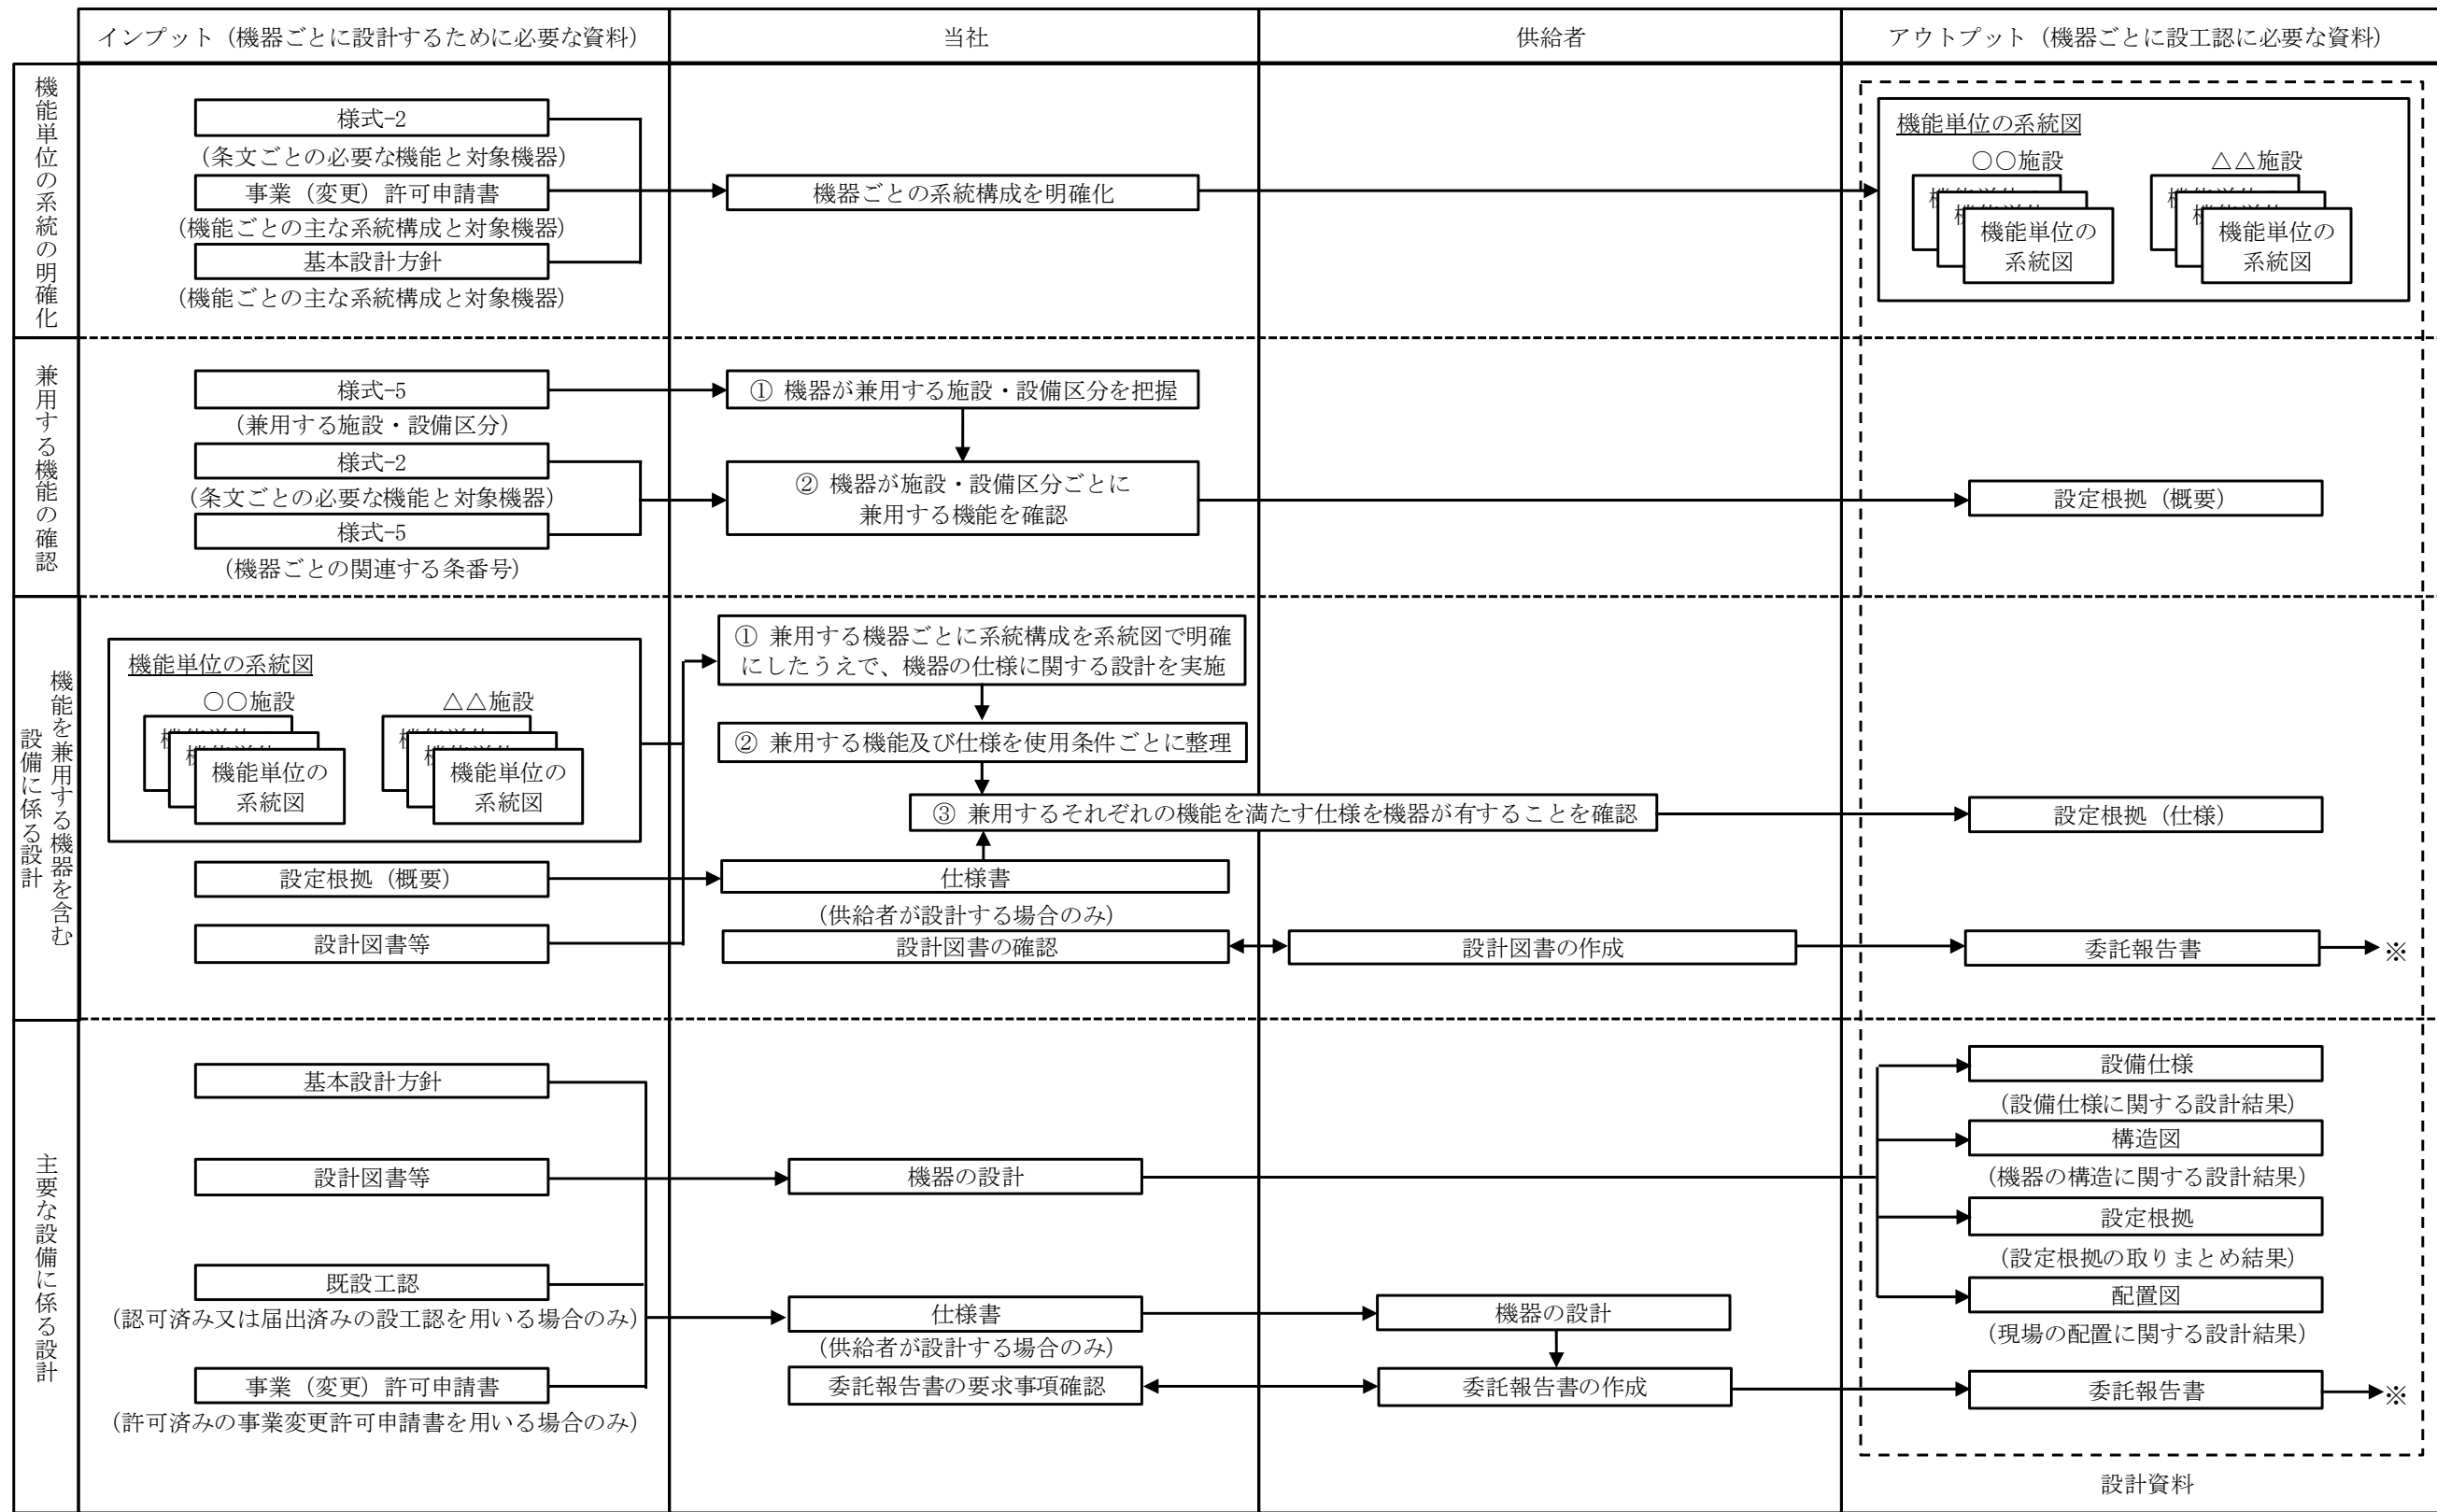 インプット（機器ごとに設計するために必要な資料）
当社
供給者
アウトプット（機器ごとに設工認に必要な資料）
機能単位の系統の明確化
様式-2
（条文ごとの必要な機能と対象機器）
事業（変更）許可申請書
（機能ごとの主な系統構成と対象機器）
基本設計方針
（機能ごとの主な系統構成と対象機器）
機器ごとの系統構成を明確化
機能単位の系統図
〇〇施設
△△施設
機能単位の
系統図
機能単位の
系統図
兼用する機能の確認
様式-5
（兼用する施設・設備区分）
様式-2
（条文ごとの必要な機能と対象機器）
様式-5
（機器ごとの関連する条番号）
① 機器が兼用する施設・設備区分を把握
② 機器が施設・設備区分ごとに
兼用する機能を確認
設定根拠（概要）
機能を兼用する機器を含む
設備に係る設計
機能単位の系統図
〇〇施設
△△施設
機能単位の
系統図
機能単位の
系統図
設定根拠（概要）
設計図書等
① 兼用する機器ごとに系統構成を系統図で明確
にしたうえで、機器の仕様に関する設計を実施
② 兼用する機能及び仕様を使用条件ごとに整理
③ 兼用するそれぞれの機能を満たす仕様を機器が有することを確認
仕様書
（供給者が設計する場合のみ）
設計図書の確認
設計図書の作成
設定根拠（仕様）
委託報告書
※
主要な設備に係る設計
基本設計方針
設計図書等
既設工認
（認可済み又は届出済みの設工認を用いる場合のみ）
事業（変更）許可申請書
（許可済みの事業変更許可申請書を用いる場合のみ）
機器の設計
仕様書
（供給者が設計する場合のみ）
委託報告書の要求事項確認
機器の設計
委託報告書の作成
設備仕様
（設備仕様に関する設計結果）
構造図
（機器の構造に関する設計結果）
設定根拠
（設定根拠の取りまとめ結果）
配置図
（現場の配置に関する設計結果）
委託報告書
※
設計資料